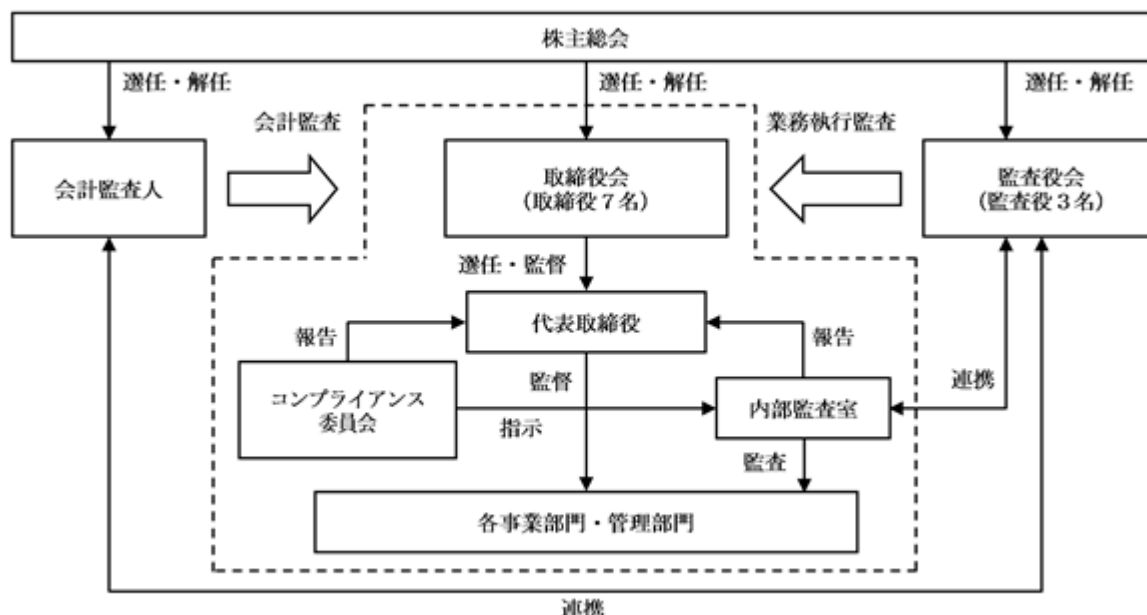 株主総会
選任・解任
選任・解任
選任・解任
会計監査
業務執行監査
会計監査人
取締役会
（取締役７名）
監査役会
（監査役３名）
選任・監督
代表取締役
報告
報告
監督
連携
コンプライアンス
委員会
指示
内部監査室
監査
各事業部門・管理部門
連携